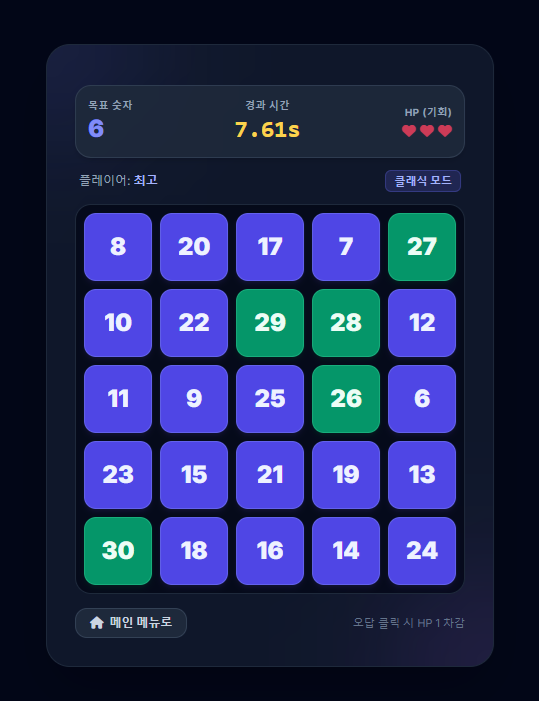 목표 숫자
6
경과 시간
7.61s
HP (기회)
플레이어: 최고
클래식 모드
8 20 17 7 27
10 22 29 28 12
11 9 25 26 6
23 15 21 19 13
30 18 16 14 24
메인 메뉴로
오답 클릭 시 HP 1 차감